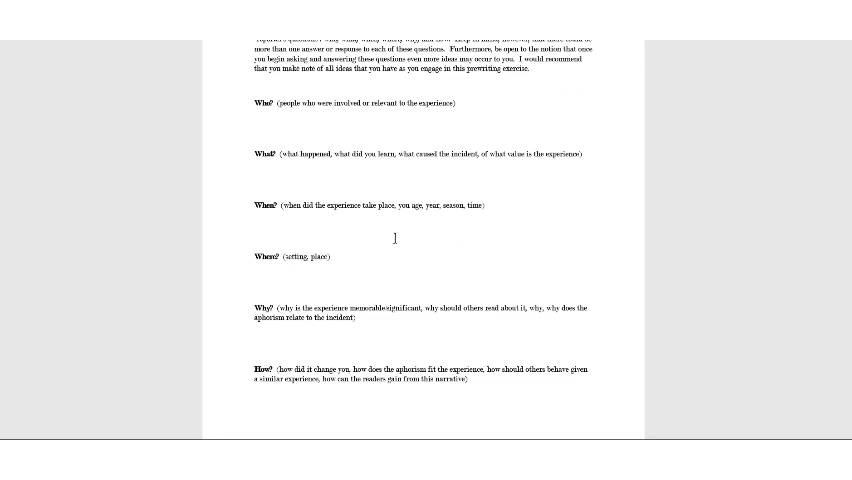 more than one answer or response to each of these questions. Furthermore, be open to the notion that once
you begin asking and answering these questions even more ideas may occur to you. I would recommend
that you make note of all ideas that you have as you engage in this prewriting exercise.
Who? (people who were involved or relevant to the experience)
What? (what happened, what did you learn, what caused the incident, of what value is the experience)
When? (when did the experience take place, you age, year, season, time)
Where? (setting, place)
Why? (why is the experience memorable/significant, why should others read about it, why, why does the
aphorism relate to the incident)
How? (how did it change you, how does the aphorism fit the experience, how should others behave given
a similar experience, how can the readers gain from this narrative)